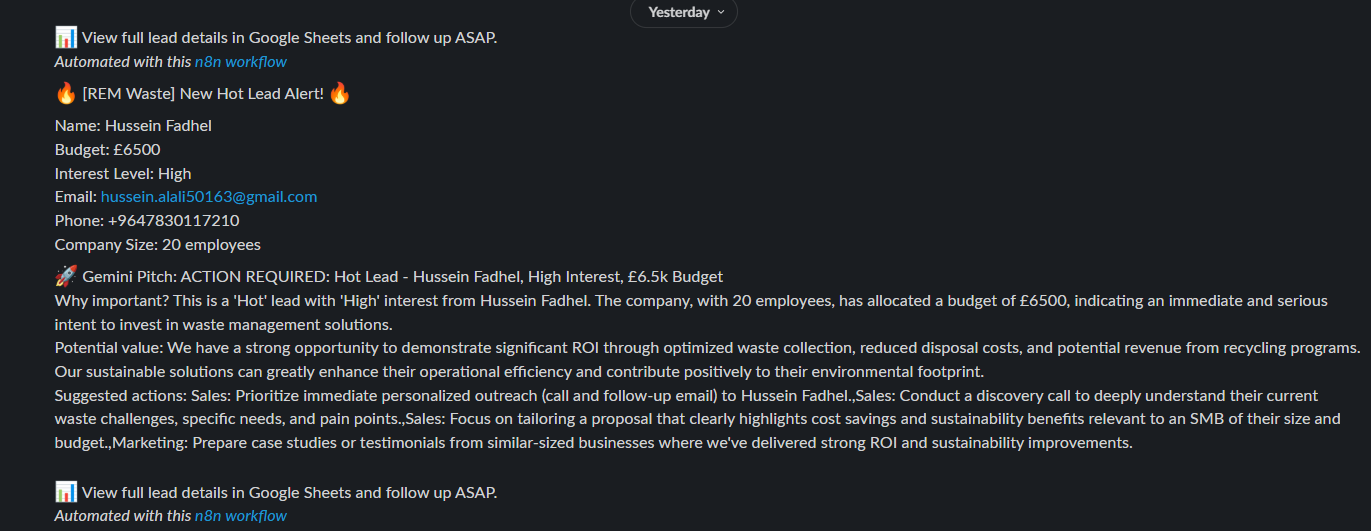 Yesterday
📊 View full lead details in Google Sheets and follow up ASAP.
Automated with this n8n workflow
🔥 [REM Waste] New Hot Lead Alert! 🔥
Name: Hussein Fadhel
Budget: £6500
Interest Level: High
Email: hussein.alali50163@gmail.com
Phone: +9647830117210
Company Size: 20 employees
🚀 Gemini Pitch: ACTION REQUIRED: Hot Lead - Hussein Fadhel, High Interest, £6.5k Budget
Why important? This is a 'Hot' lead with 'High' interest from Hussein Fadhel. The company, with 20 employees, has allocated a budget of £6500, indicating an immediate and serious
intent to invest in waste management solutions.
Potential value: We have a strong opportunity to demonstrate significant ROI through optimized waste collection, reduced disposal costs, and potential revenue from recycling programs.
Our sustainable solutions can greatly enhance their operational efficiency and contribute positively to their environmental footprint.
Suggested actions: Sales: Prioritize immediate personalized outreach (call and follow-up email) to Hussein Fadhel.,Sales: Conduct a discovery call to deeply understand their current
waste challenges, specific needs, and pain points.,Sales: Focus on tailoring a proposal that clearly highlights cost savings and sustainability benefits relevant to an SMB of their size and
budget.,Marketing: Prepare case studies or testimonials from similar-sized businesses where we've delivered strong ROI and sustainability improvements.
📊 View full lead details in Google Sheets and follow up ASAP.
Automated with this n8n workflow